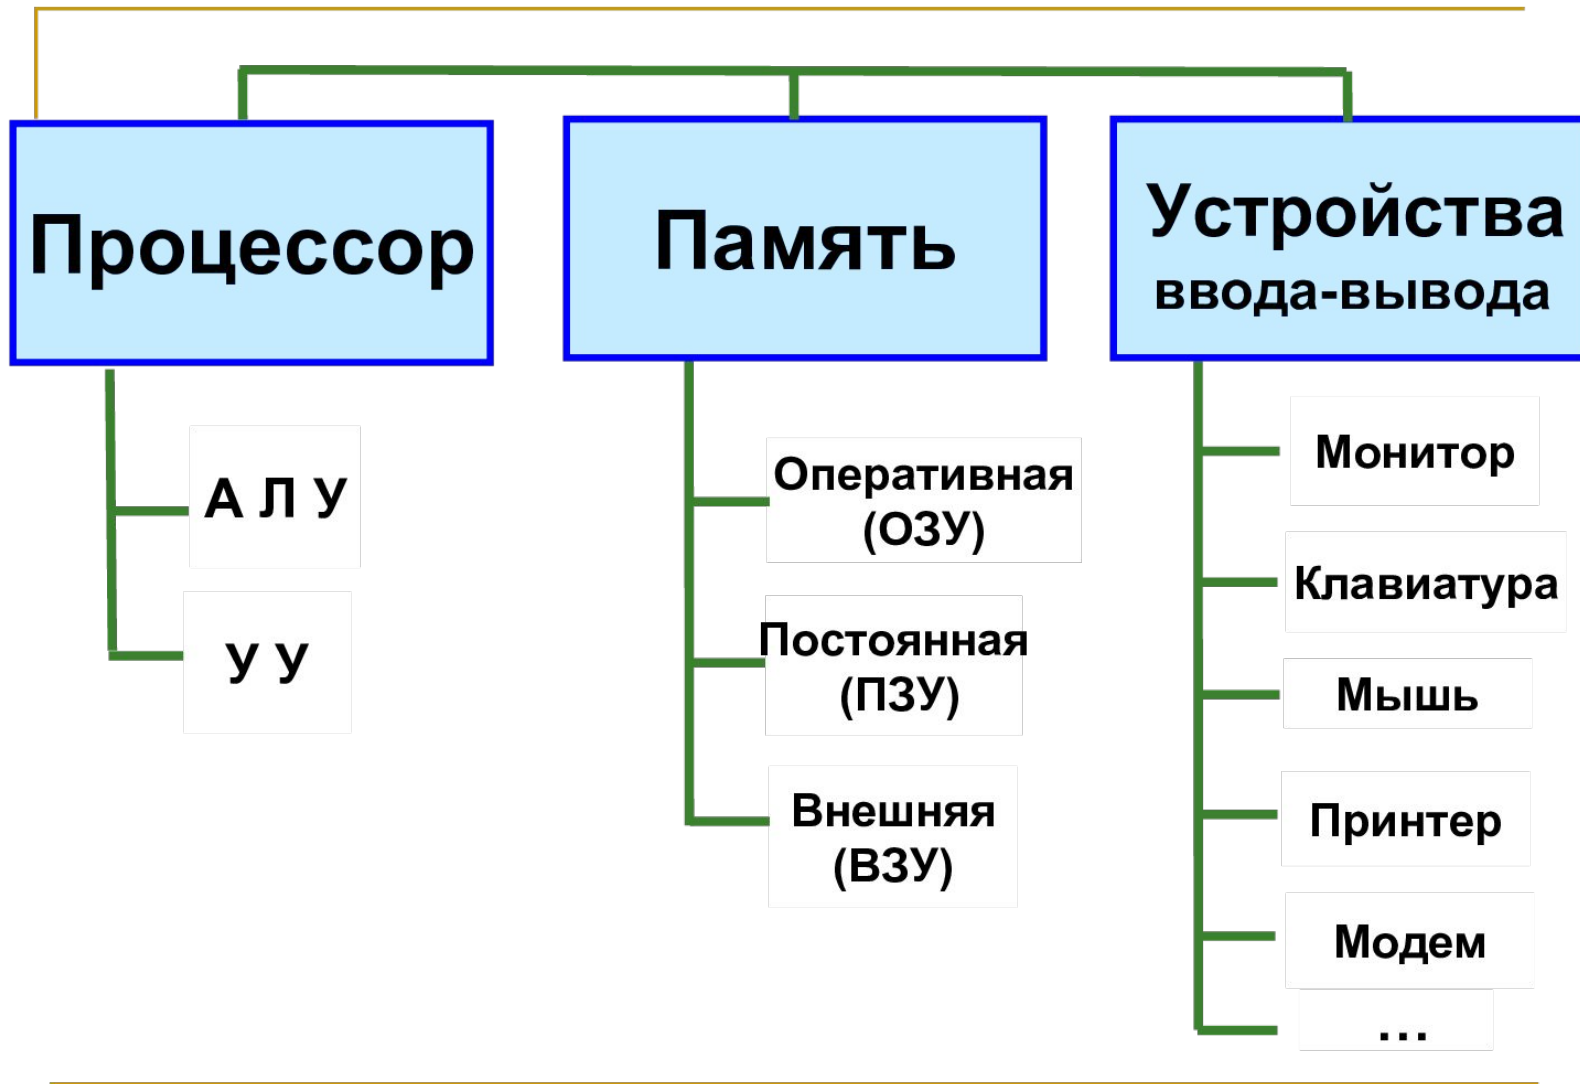 Процессор
А Л У
У У
Память
Оперативная
(ОЗУ)
Постоянная
(ПЗУ)
Внешняя
(ВЗУ)
Устройства
ввода-вывода
Монитор
Клавиатура
Мышь
Принтер
Модем
...